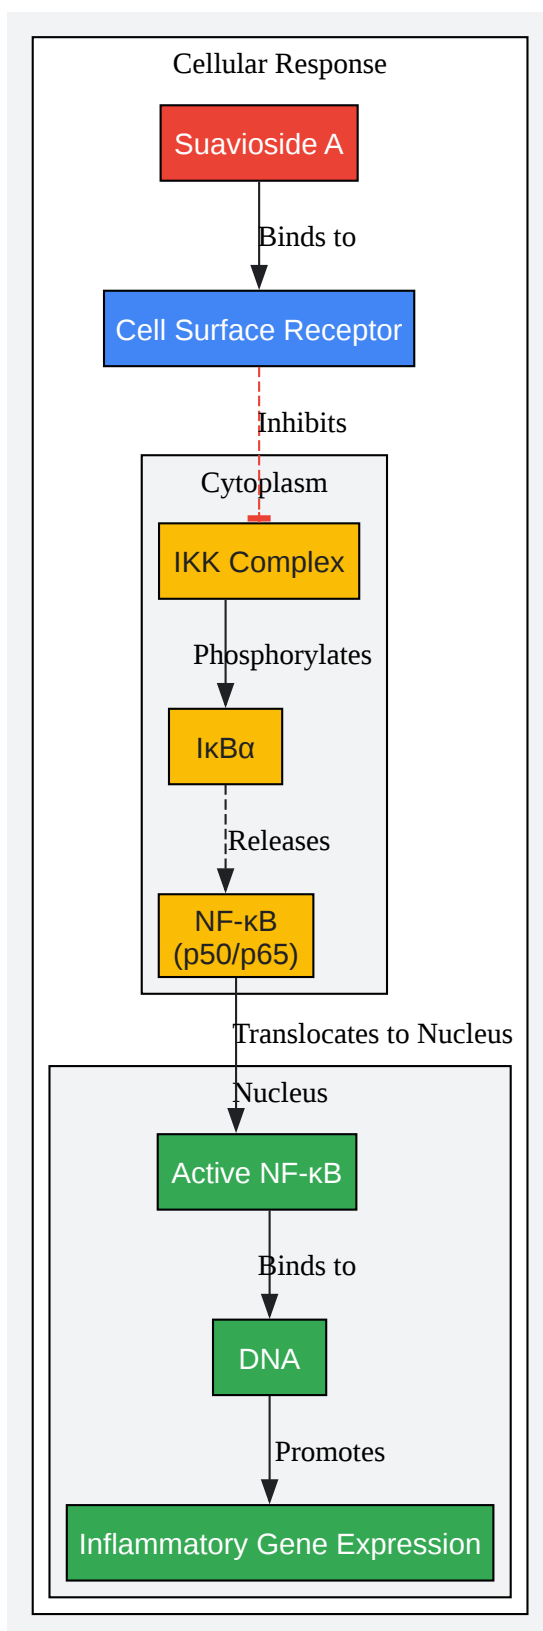 Cellular Response
Suavioside A
Binds to
Cell Surface Receptor
Inhibits
Cytoplasm
IKK Complex
Phosphorylates
IκBα
Releases
NF-κB
(p50/p65)
Translocates to Nucleus
Nucleus
Active NF-κB
Binds to
DNA
Promotes
Inflammatory Gene Expression